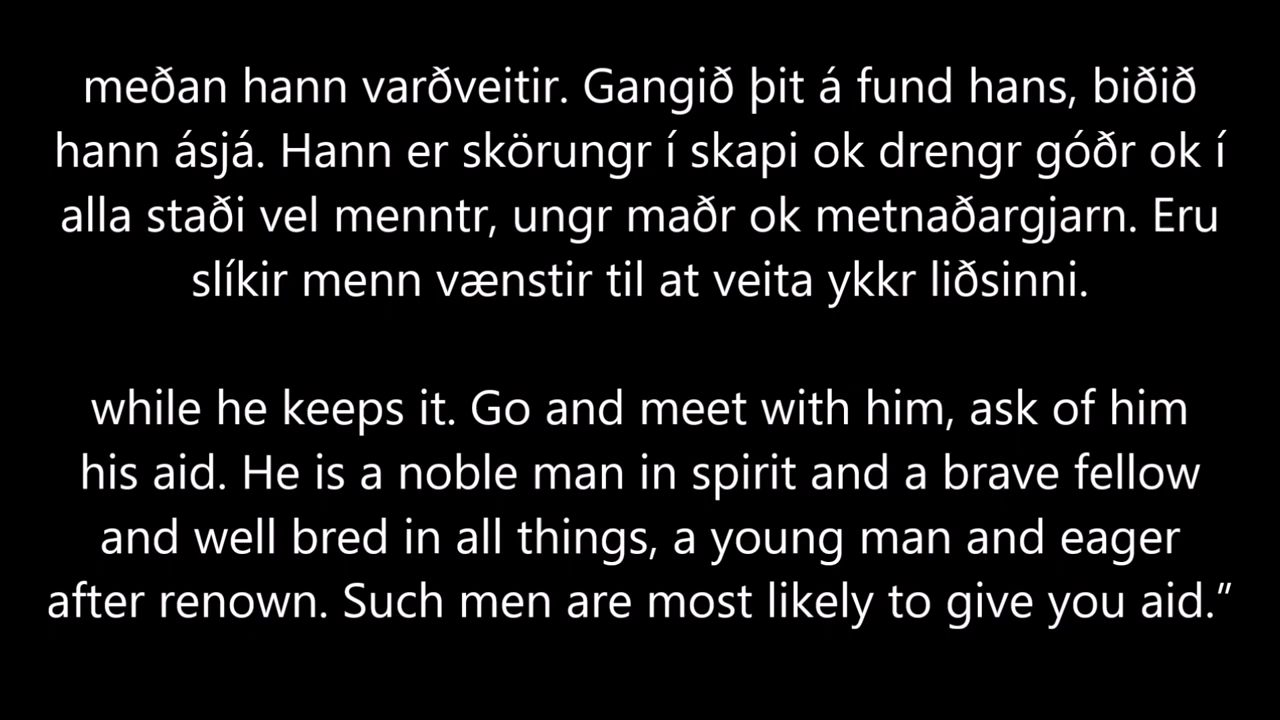 meðan hann varðveitir. Gangið þit á fund hans, biðið
hann ásjá. Hann er skörungr í skapi ok drengr góðr ok í
alla staði vel menntr, ungr maðr ok metnaðargjarn. Eru
slíkir menn vænstir til at veita ykkr liðsinni.
while he keeps it. Go and meet with him, ask of him
his aid. He is a noble man in spirit and a brave fellow
and well bred in all things, a young man and eager
after renown. Such men are most likely to give you aid.”